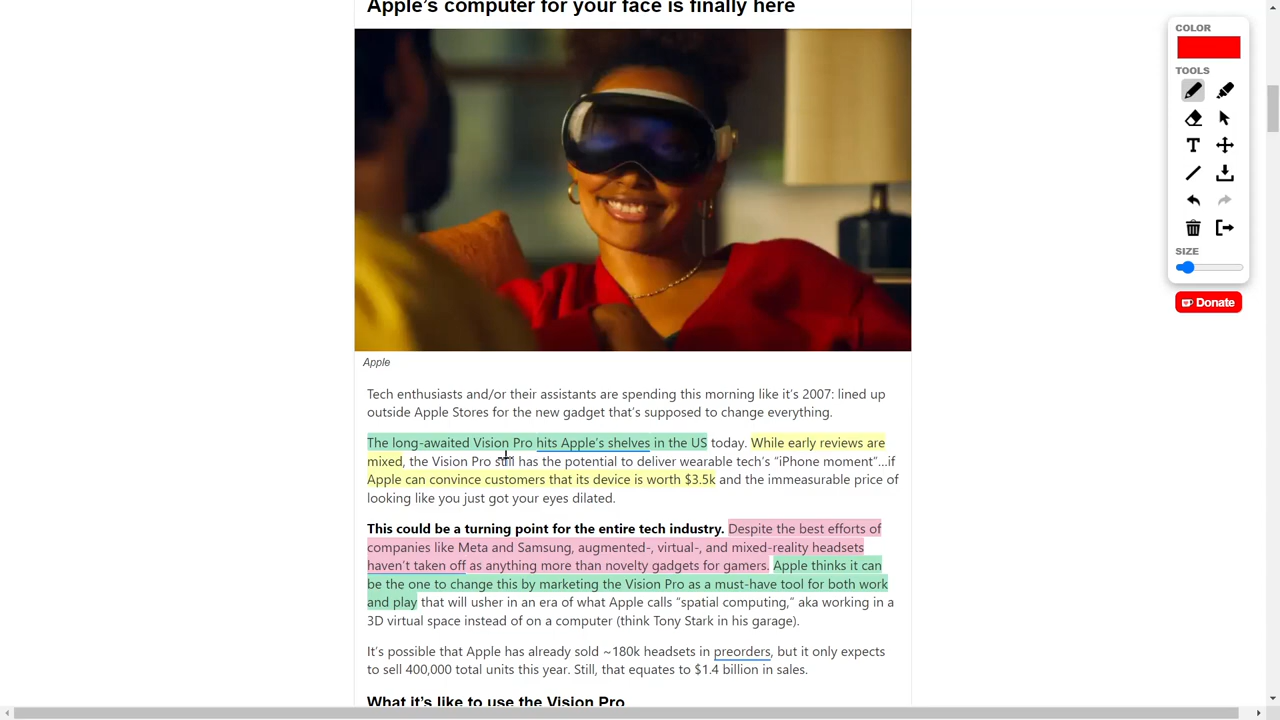 Apple’s computer for your face is finally here
COLOR
TOOLS
T
SIZE
Donate
Apple
Tech enthusiasts and/or their assistants are spending this morning like it’s 2007: lined up
outside Apple Stores for the new gadget that’s supposed to change everything.
The long-awaited Vision Pro hits Apple’s shelves in the US today. While early reviews are
mixed, the Vision Pro still has the potential to deliver wearable tech’s “iPhone moment”…if
Apple can convince customers that its device is worth $3.5k and the immeasurable price of
looking like you just got your eyes dilated.
This could be a turning point for the entire tech industry. Despite the best efforts of
companies like Meta and Samsung, augmented-, virtual-, and mixed-reality headsets
haven’t taken off as anything more than novelty gadgets for gamers. Apple thinks it can
be the one to change this by marketing the Vision Pro as a must-have tool for both work
and play that will usher in an era of what Apple calls “spatial computing,” aka working in a
3D virtual space instead of on a computer (think Tony Stark in his garage).
It’s possible that Apple has already sold ~180k headsets in preorders, but it only expects
to sell 400,000 total units this year. Still, that equates to $1.4 billion in sales.
What it’s like to use the Vision Pro